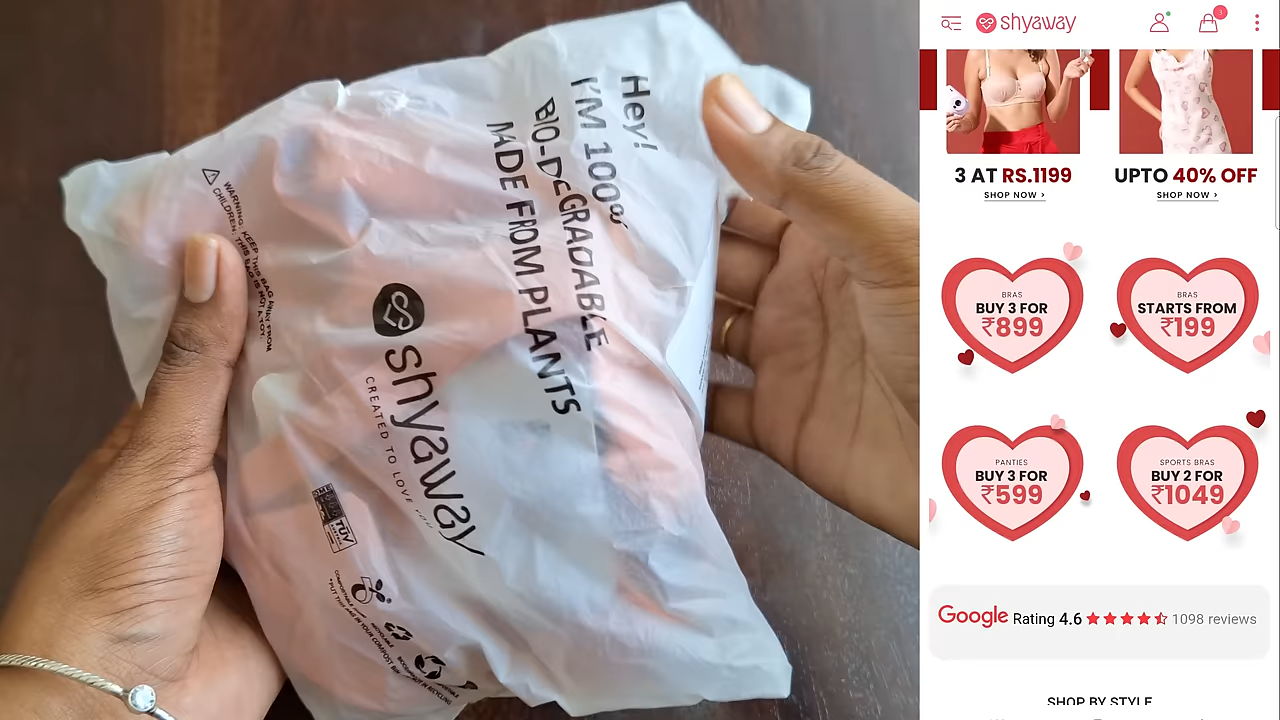 Hey!
I'M 100%
BIO-DEGRADABLE
MADE FROM PLANTS
WARNING: KEEP THIS BAG AWAY FROM
CHILDREN. THIS BAG IS NOT A TOY.
shyaway
CREATED TO LOVE
TÜV
shyaway
3
3 AT RS.1199
SHOP NOW >
UPTO 40% OFF
SHOP NOW >
BRAS
BUY 3 FOR
₹899
BRAS
STARTS FROM
₹199
PANTIES
BUY 3 FOR
₹599
SPORTS BRAS
BUY 2 FOR
₹1049
Google Rating 4.6 1098 reviews
SHOP BY STYLE